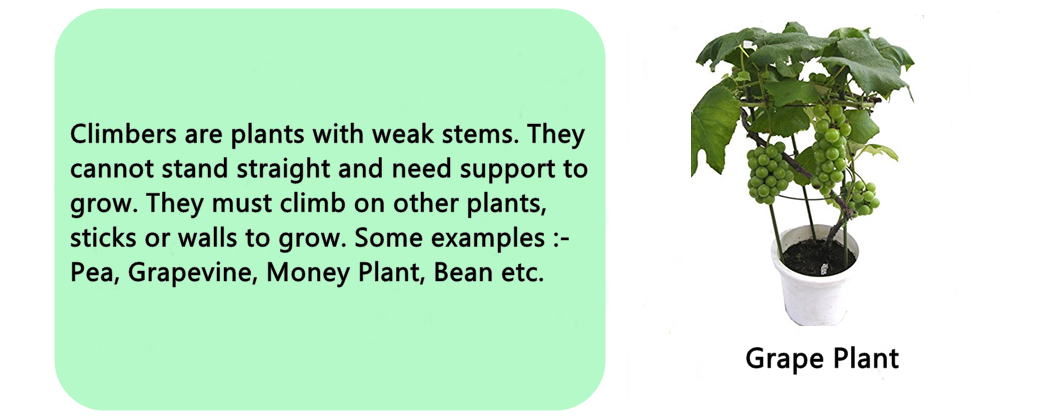 Climbers are plants with weak stems. They
cannot stand straight and need support to
grow. They must climb on other plants,
sticks or walls to grow. Some examples :-
Pea, Grapevine, Money Plant, Bean etc.
Grape Plant